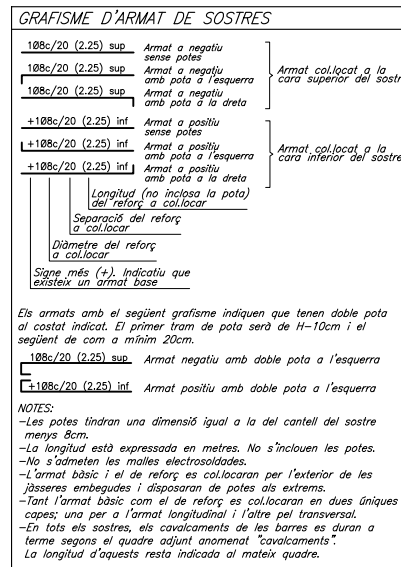 GRAFISME D'ARMAT DE SOSTRES
1Ø8c/20 (2.25) sup
Armat a negatiu
sense potes
1Ø8c/20 (2.25) sup
Armat a negatiu
amb pota a l'esquerra
1Ø8c/20 (2.25) sup
Armat a negatiu
amb pota a la dreta
Armat col.locat a la
cara superior del sostre
+1Ø8c/20 (2.25) inf
Armat a positiu
sense potes
+1Ø8c/20 (2.25) inf
Armat a positiu
amb pota a l'esquerra
+1Ø8c/20 (2.25) inf
Armat a positiu
amb pota a la dreta
Armat col.locat a la
cara inferior del sostre
Longitud (no inclosa la pota)
del reforç a col.locar
Separació del reforç
a col.locar
Diàmetre del reforç
a col.locar
Signe més (+). Indicatiu que
existeix un armat base
Els armats amb el següent grafisme indiquen que tenen doble pota
al costat indicat. El primer tram de pota serà de H-10cm i el
següent de com a mínim 20cm.
1Ø8c/20 (2.25) sup
Armat negatiu amb doble pota a l'esquerra
+1Ø8c/20 (2.25) inf
Armat positiu amb doble pota a l'esquerra
NOTES:
-Les potes tindran una dimensió igual a la del cantell del sostre
menys 8cm.
-La longitud està expressada en metres. No s'inclouen les potes.
-No s'admeten les malles electrosoldades.
-L'armat bàsic i el de reforç es col.locaran per l'exterior de les
jàsseres embegudes i disposaran de potes als extrems.
-Tant l'armat bàsic com el de reforç es col.locaran en dues úniques
capes; una per a l'armat longitudinal i l'altre pel transversal.
-En tots els sostres, els cavalcaments de les barres es duran a
terme segons el quadre adjunt anomenat "cavalcaments".
La longitud d'aquests resta indicada al mateix quadre.